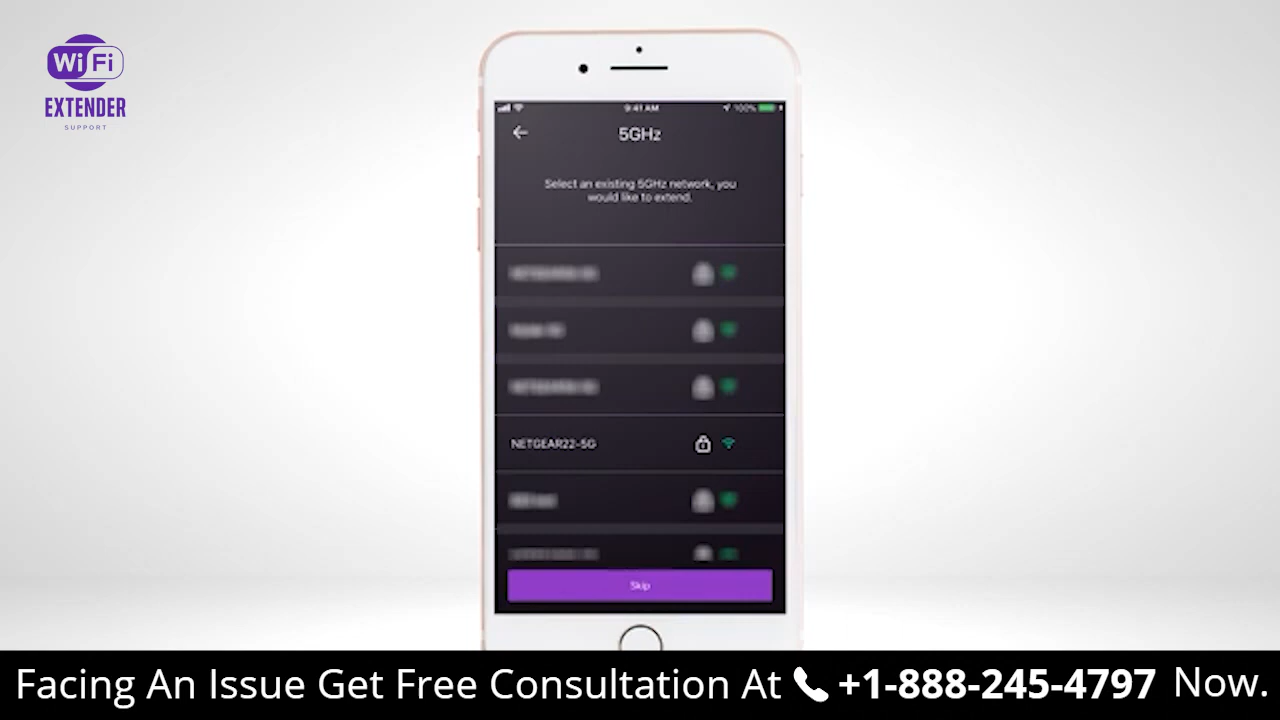 WiFi
EXTENDER
SUPPORT
9:41 AM
100%
5GHz
Select an existing 5GHz network, you
would like to extend.
NETGEAR22-5G
Skip
Facing An Issue Get Free Consultation At +1-888-245-4797 Now.